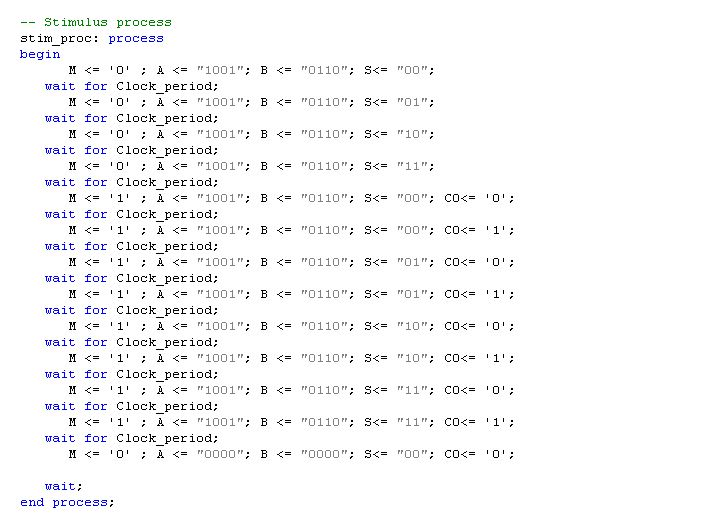 -- Stimulus process
stim_proc: process
begin
M <= '0' ; A <= "1001"; B <= "0110"; S<= "00";
wait for Clock_period;
M <= '0' ; A <= "1001"; B <= "0110"; S<= "01";
wait for Clock_period;
M <= '0' ; A <= "1001"; B <= "0110"; S<= "10";
wait for Clock_period;
M <= '0' ; A <= "1001"; B <= "0110"; S<= "11";
wait for Clock_period;
M <= '1' ; A <= "1001"; B <= "0110"; S<= "00"; C0<= '0';
wait for Clock_period;
M <= '1' ; A <= "1001"; B <= "0110"; S<= "00"; C0<= '1';
wait for Clock_period;
M <= '1' ; A <= "1001"; B <= "0110"; S<= "01"; C0<= '0';
wait for Clock_period;
M <= '1' ; A <= "1001"; B <= "0110"; S<= "01"; C0<= '1';
wait for Clock_period;
M <= '1' ; A <= "1001"; B <= "0110"; S<= "10"; C0<= '0';
wait for Clock_period;
M <= '1' ; A <= "1001"; B <= "0110"; S<= "10"; C0<= '1';
wait for Clock_period;
M <= '1' ; A <= "1001"; B <= "0110"; S<= "11"; C0<= '0';
wait for Clock_period;
M <= '1' ; A <= "1001"; B <= "0110"; S<= "11"; C0<= '1';
wait for Clock_period;
M <= '0' ; A <= "0000"; B <= "0000"; S<= "00"; C0<= '0';
wait;
end process;